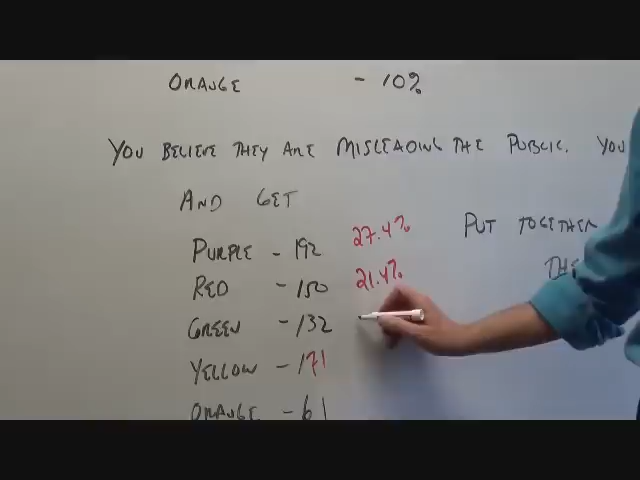 ORANGE - 10%
YOU BELIEVE THEY ARE MISLEADING THE PUBLIC. YOU
AND GET
PUT TOGETHER
THE
PURPLE - 192 27.4%
RED - 150 21.4%
GREEN - 132
YELLOW - 171
ORANGE - 61